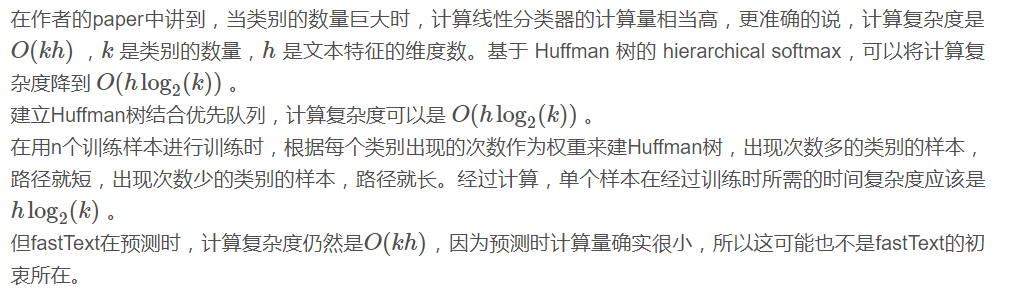 在作者的paper中讲到，当类别的数量巨大时，计算线性分类器的计算量相当高，更准确的说，计算复杂度是
O(kh) ，k 是类别的数量，h 是文本特征的维度数。基于 Huffman 树的 hierarchical softmax，可以将计算复
杂度降到 O(h log₂(k)) 。
建立Huffman树结合优先队列，计算复杂度可以是 O(h log₂(k)) 。
在用n个训练样本进行训练时，根据每个类别出现的次数作为权重来建Huffman树，出现次数多的类别的样本，
路径就短，出现次数少的类别的样本，路径就长。经过计算，单个样本在经过训练时所需的时间复杂度应该是
h log₂(k) 。
但fastText在预测时，计算复杂度仍然是O(kh)，因为预测时计算量确实很小，所以这可能也不是fastText的初
衷所在。